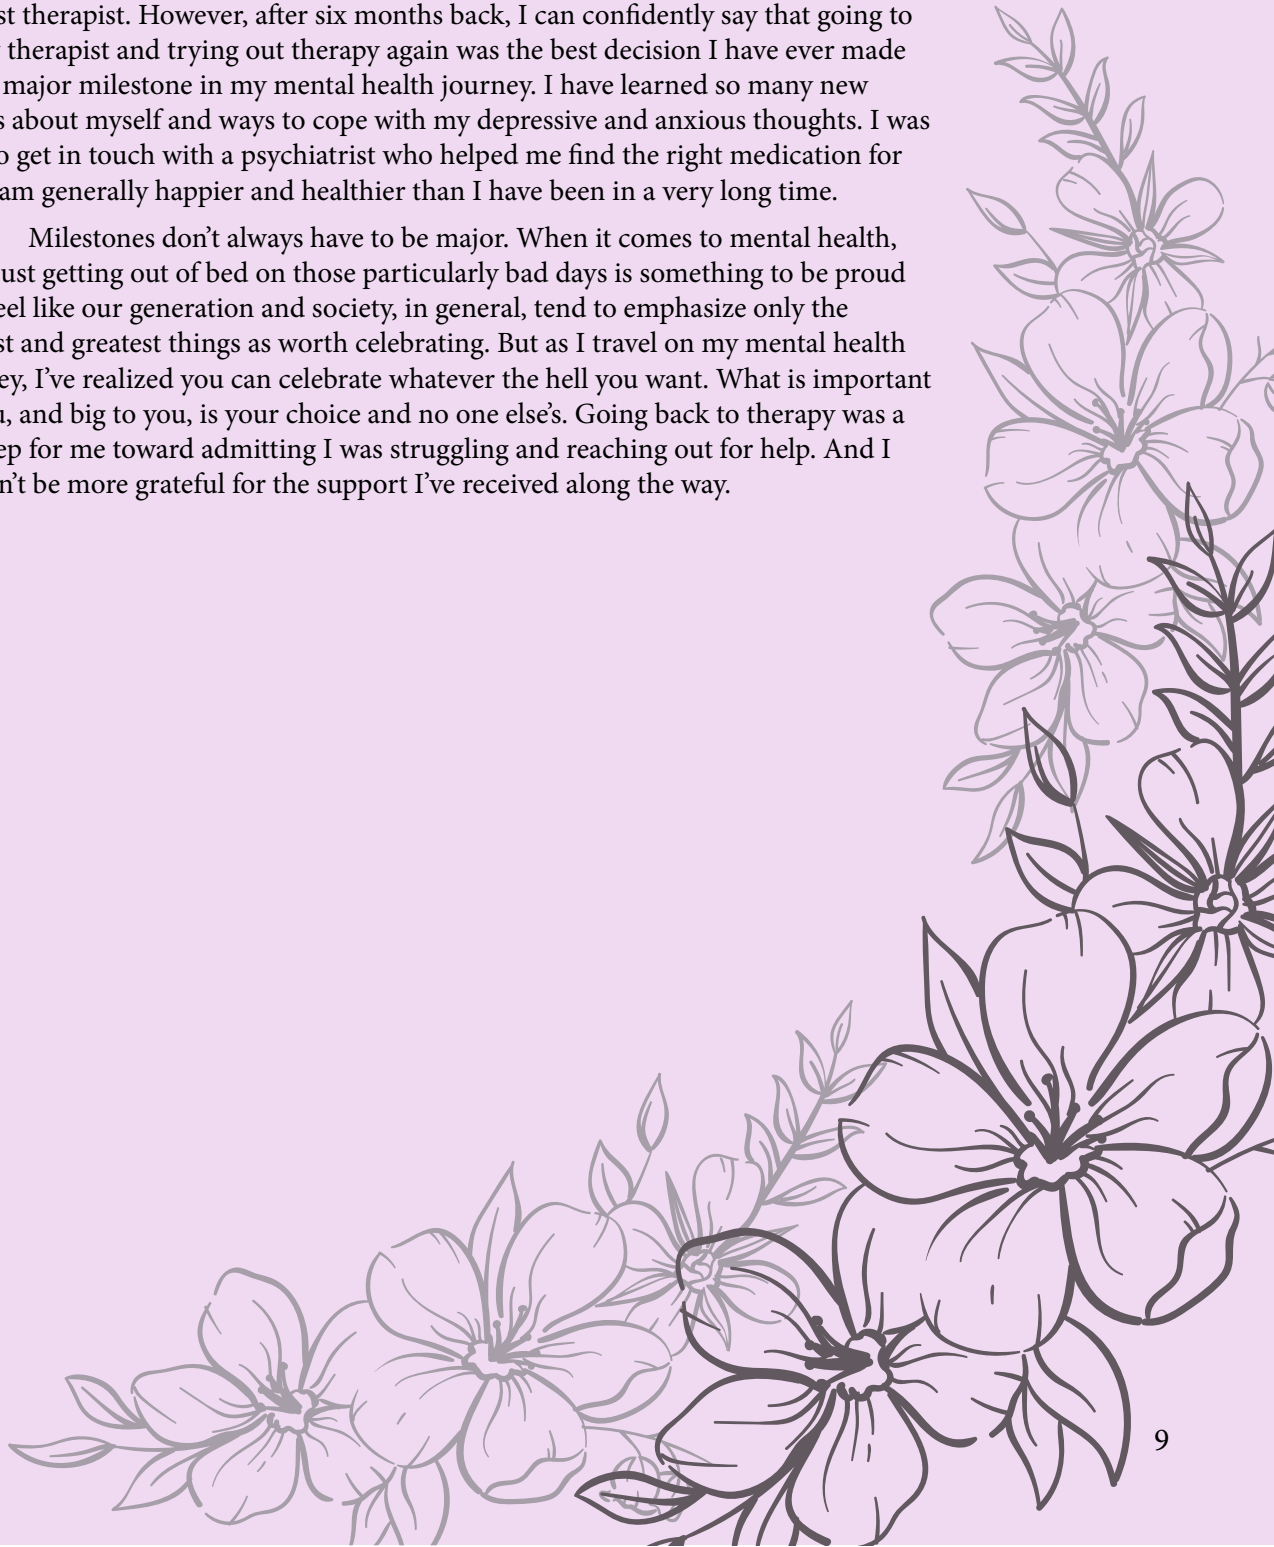 st therapist. However, after six months back, I can confidently say that going to
therapist and trying out therapy again was the best decision I have ever made
major milestone in my mental health journey. I have learned so many new
s about myself and ways to cope with my depressive and anxious thoughts. I was
o get in touch with a psychiatrist who helped me find the right medication for
am generally happier and healthier than I have been in a very long time.
Milestones don’t always have to be major. When it comes to mental health,
ust getting out of bed on those particularly bad days is something to be proud
eel like our generation and society, in general, tend to emphasize only the
st and greatest things as worth celebrating. But as I travel on my mental health
ey, I’ve realized you can celebrate whatever the hell you want. What is important
u, and big to you, is your choice and no one else’s. Going back to therapy was a
ep for me toward admitting I was struggling and reaching out for help. And I
n’t be more grateful for the support I’ve received along the way.
9